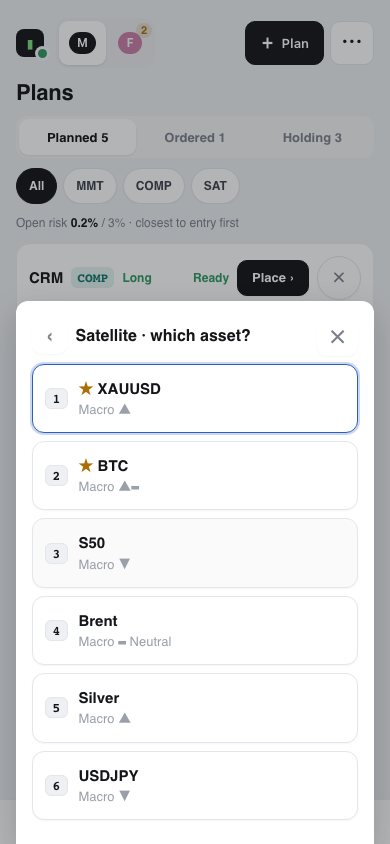 M
F
2
+ Plan
...
Plans
Planned 5
Ordered 1
Holding 3
All
MMT
COMP
SAT
Open risk 0.2% / 3% · closest to entry first
CRM COMP Long Ready Place ›
Satellite · which asset?
1
★ XAUUSD
Macro ▲
2
★ BTC
Macro ▲━
3
S50
Macro ▼
4
Brent
Macro ━ Neutral
5
Silver
Macro ▲
6
USDJPY
Macro ▼